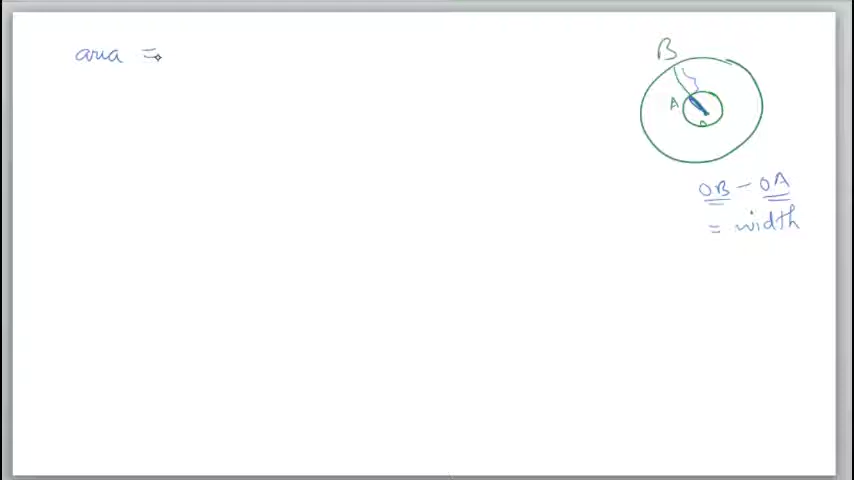 area =
B
A
O
OB - OA
= width